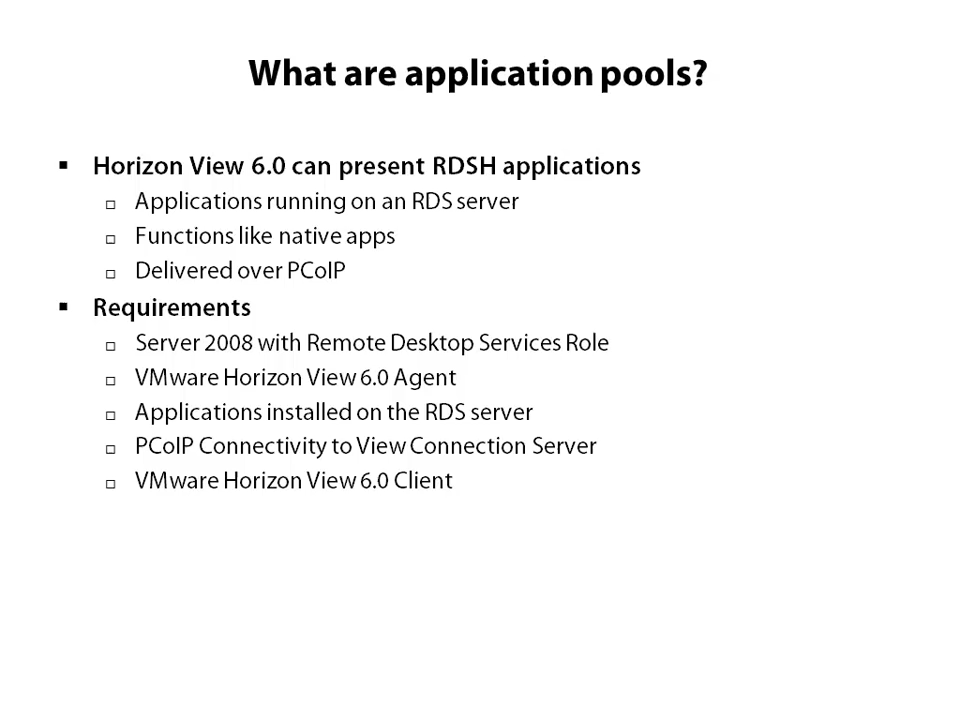 What are application pools?
▪ Horizon View 6.0 can present RDSH applications
▫ Applications running on an RDS server
▫ Functions like native apps
▫ Delivered over PCoIP
▪ Requirements
▫ Server 2008 with Remote Desktop Services Role
▫ VMware Horizon View 6.0 Agent
▫ Applications installed on the RDS server
▫ PCoIP Connectivity to View Connection Server
▫ VMware Horizon View 6.0 Client